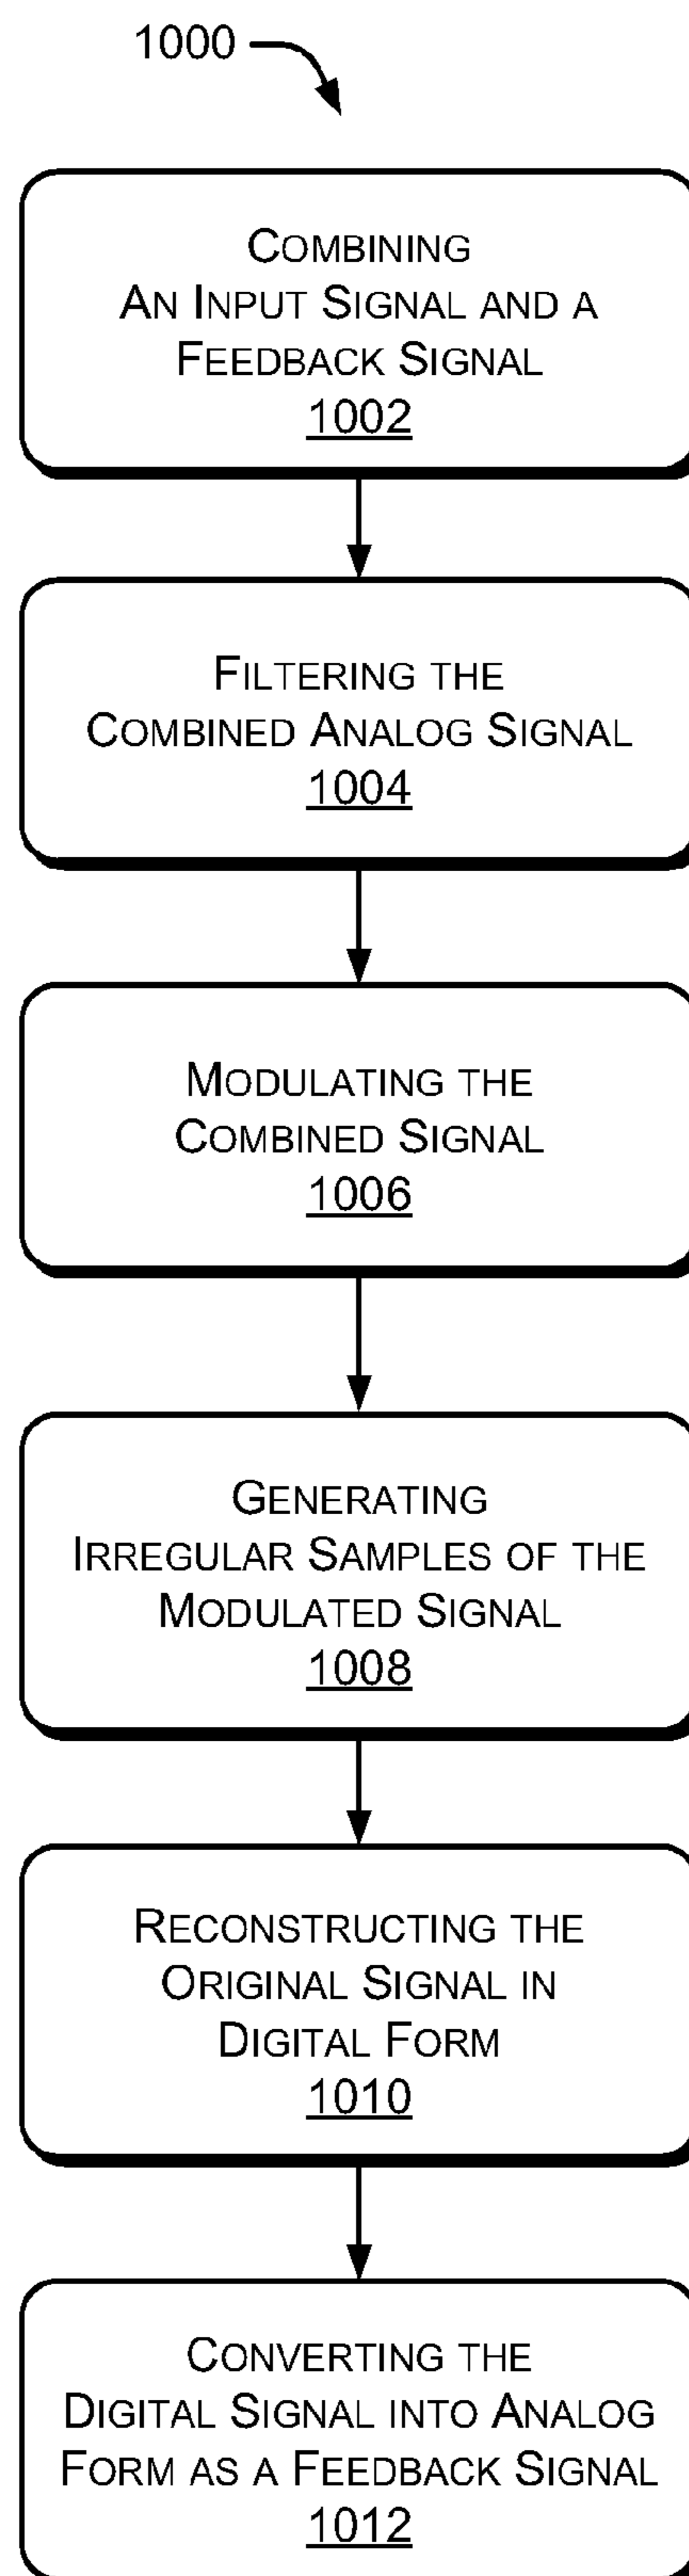 1000
COMBINING
AN INPUT SIGNAL AND A
FEEDBACK SIGNAL
1002
FILTERING THE
COMBINED ANALOG SIGNAL
1004
MODULATING THE
COMBINED SIGNAL
1006
GENERATING
IRREGULAR SAMPLES OF THE
MODULATED SIGNAL
1008
RECONSTRUCTING THE
ORIGINAL SIGNAL IN
DIGITAL FORM
1010
CONVERTING THE
DIGITAL SIGNAL INTO ANALOG
FORM AS A FEEDBACK SIGNAL
1012